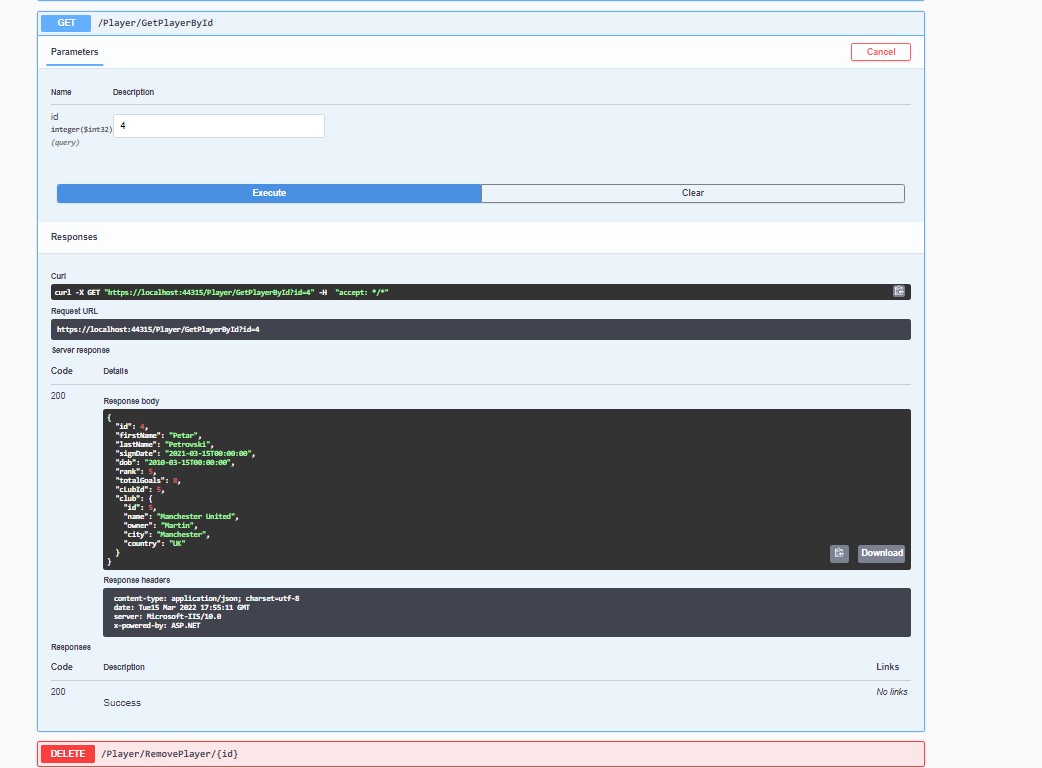 GET /Player/GetPlayerById
Parameters Cancel
Name Description
id
integer($int32) 4
(query)
Execute Clear
Responses
Curl
curl -X GET "https://localhost:44315/Player/GetPlayerById?id=4" -H "accept: */*"
Request URL
https://localhost:44315/Player/GetPlayerById?id=4
Server response
Code Details
200
Response body
{
"id": 4,
"firstName": "Petar",
"lastName": "Petrovski",
"signDate": "2021-03-15T00:00:00",
"dob": "2010-03-15T00:00:00",
"rank": 5,
"totalGoals": 8,
"clubId": 5,
"club": {
"id": 5,
"name": "Manchester United",
"owner": "Martin",
"city": "Manchester",
"country": "UK"
}
}
Download
Response headers
content-type: application/json; charset=utf-8
date: Tue15 Mar 2022 17:55:11 GMT
server: Microsoft-IIS/10.0
x-powered-by: ASP.NET
Responses
Code Description Links
200 No links
Success
DELETE /Player/RemovePlayer/{id}